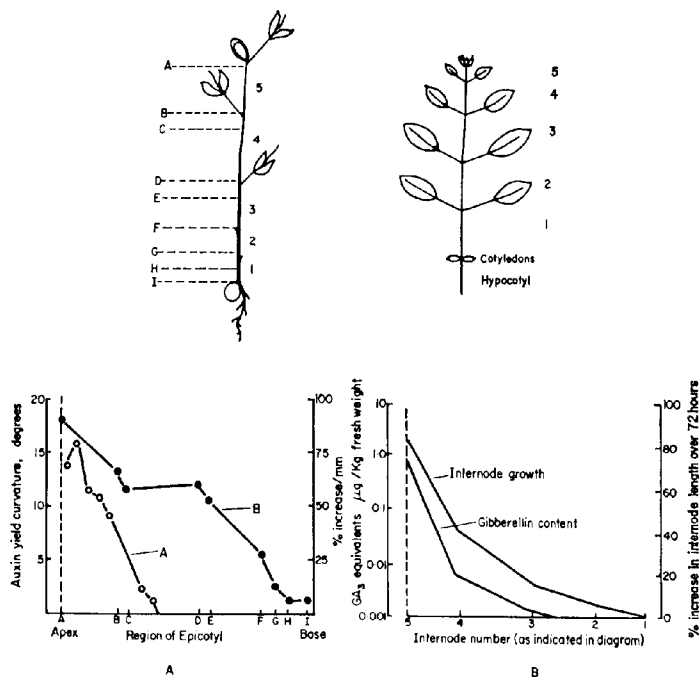 A
B
C
D
E
F
G
H
I
5
4
3
2
1
5
4
3
2
1
Cotyledons
Hypocotyl
A
20
15
10
5
Auxin yield curvature, degrees
100
75
50
25
% increase/mm
B
A
A B C D E F G H I
Apex Region of Epicotyl Base
A
B
10
1·0
0·1
0·01
0·001
GA3 equivalents µg/Kg fresh weight
100
80
60
40
20
0
% increase in internode length over 72 hours
Internode growth
Gibberellin content
5 4 3 2 1
Internode number (as indicated in diagrom)
B